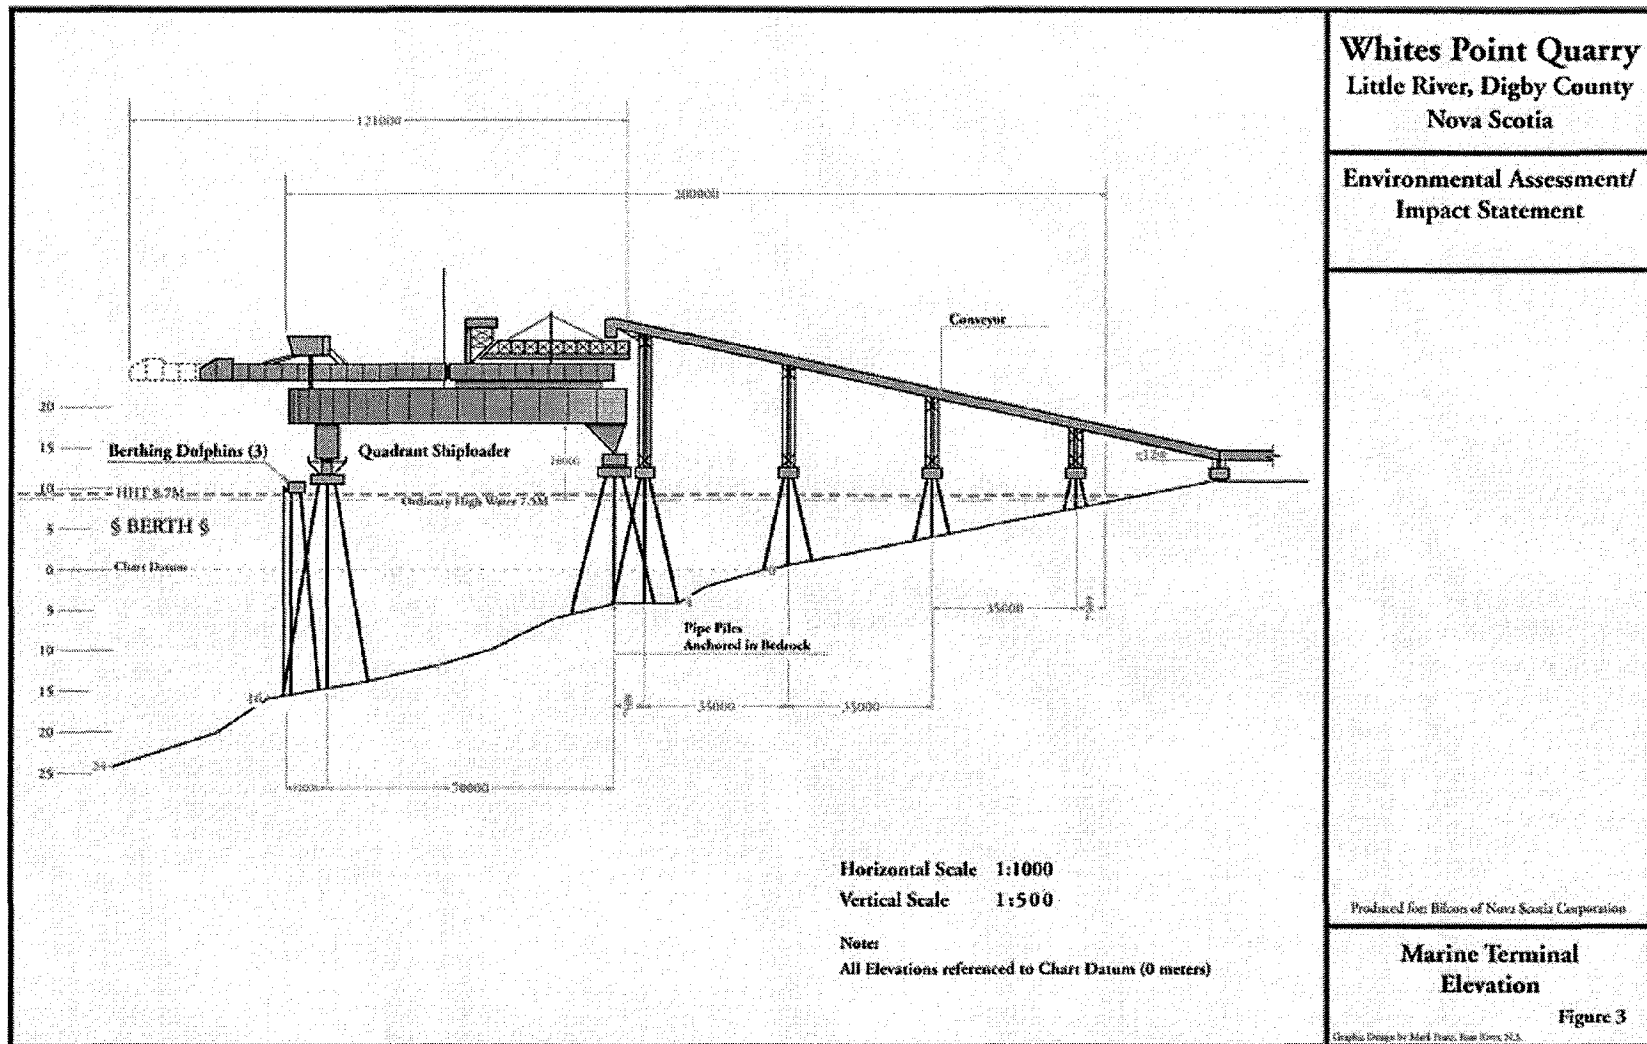 Whites Point Quarry
Little River, Digby County
Nova Scotia
Environmental Assessment/
Impact Statement
121000
200000
Conveyor
20
15
10
5
0
5
10
15
20
25
Berthing Dolphins (3)
Quadrant Shiploader
HHT 8.7M
Ordinary High Water 7.5M
§ BERTH §
Chart Datum
35000
Pipe Piles
Anchored in Bedrock
35000
35000
70000
Horizontal Scale 1:1000
Vertical Scale 1:500
Note:
All Elevations referenced to Chart Datum (0 meters)
Produced for: Bilcon of Nova Scotia Corporation
Marine Terminal
Elevation
Figure 3